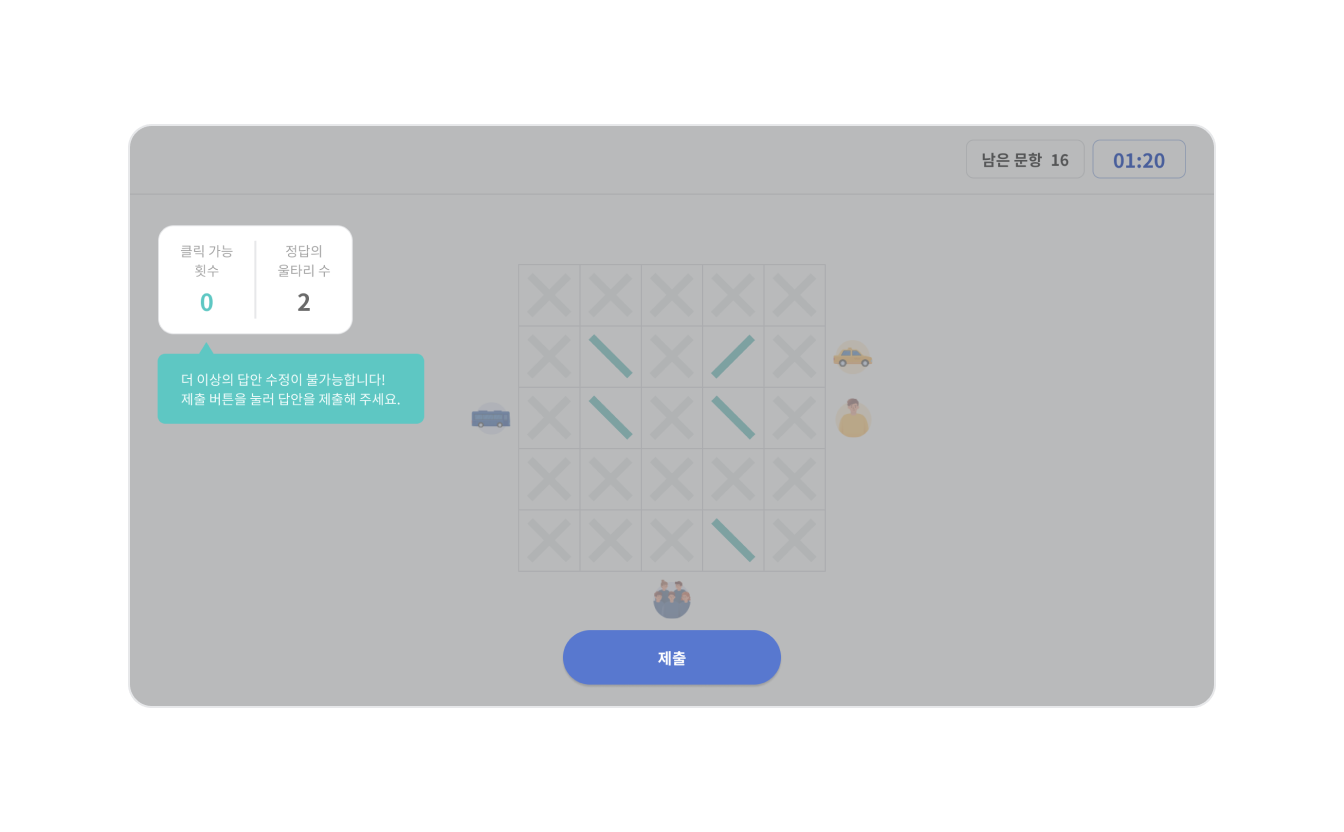 남은 문항 16
01:20
클릭 가능
횟수
0
정답의
울타리 수
2
더 이상의 답안 수정이 불가능합니다!
제출 버튼을 눌러 답안을 제출해 주세요.
제출